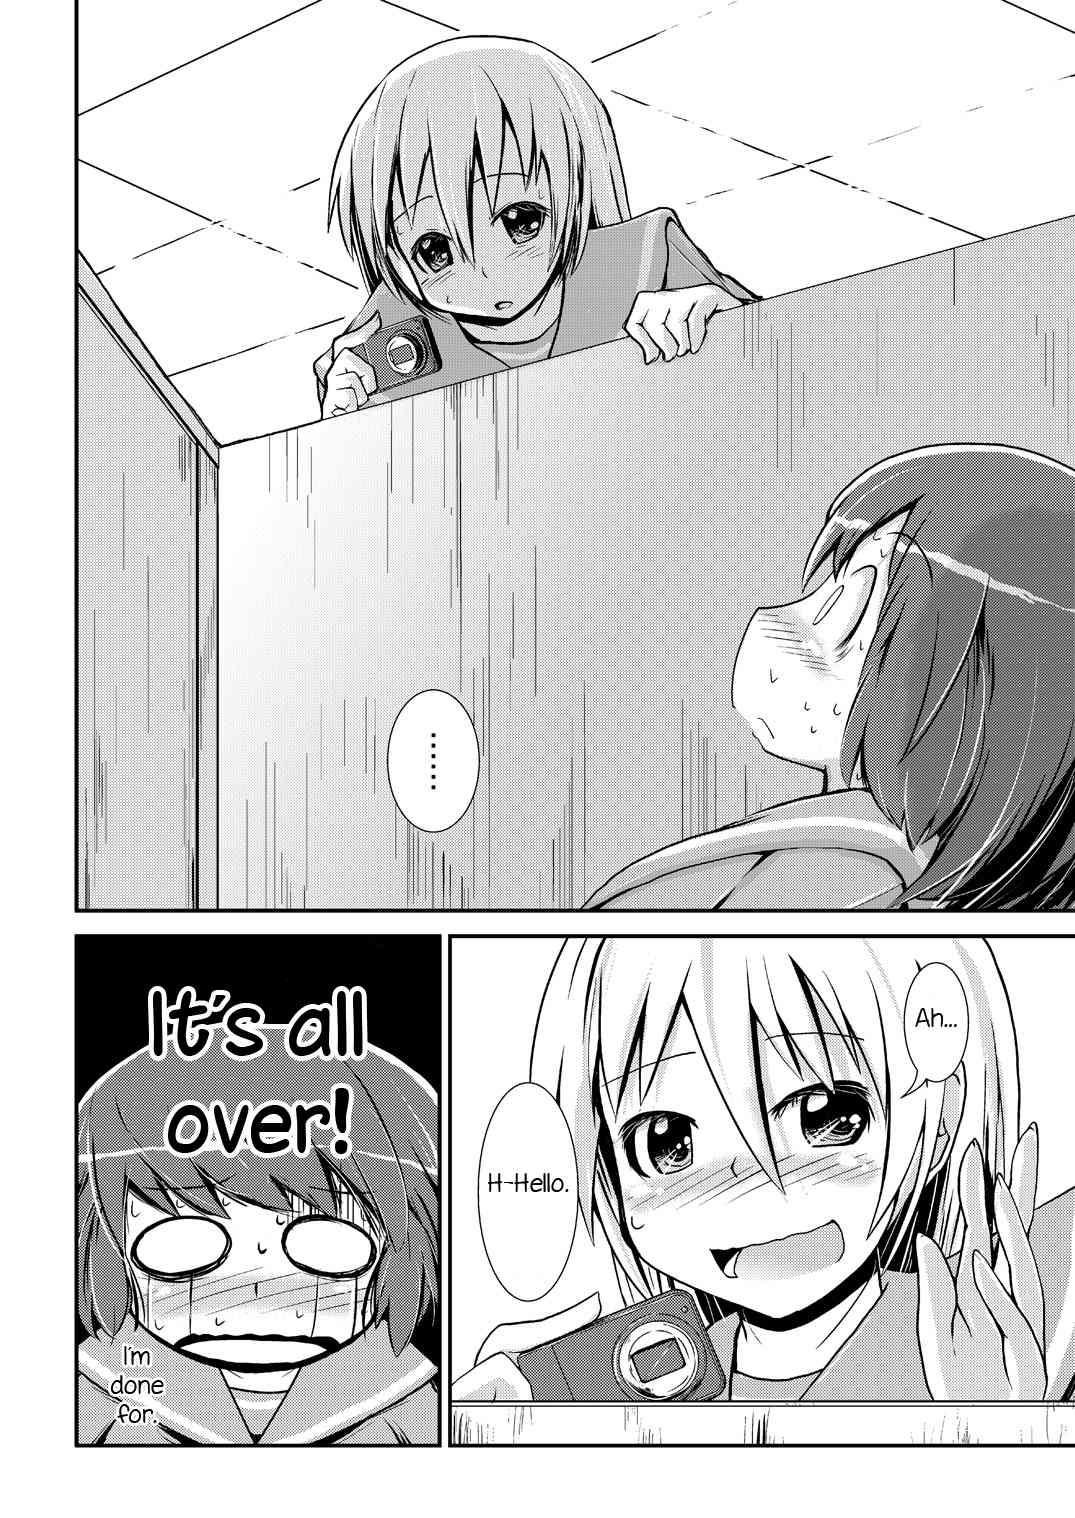 ......
Ah...
H-Hello.
It's all
over!
I'm
done
for.